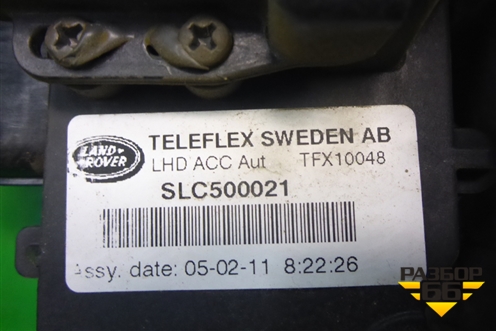 LAND ROVER
TELEFLEX SWEDEN AB
LHD ACC Aut TFX10048
SLC500021
Assy. date: 05-02-11 8:22:26
РАЗБОР
66